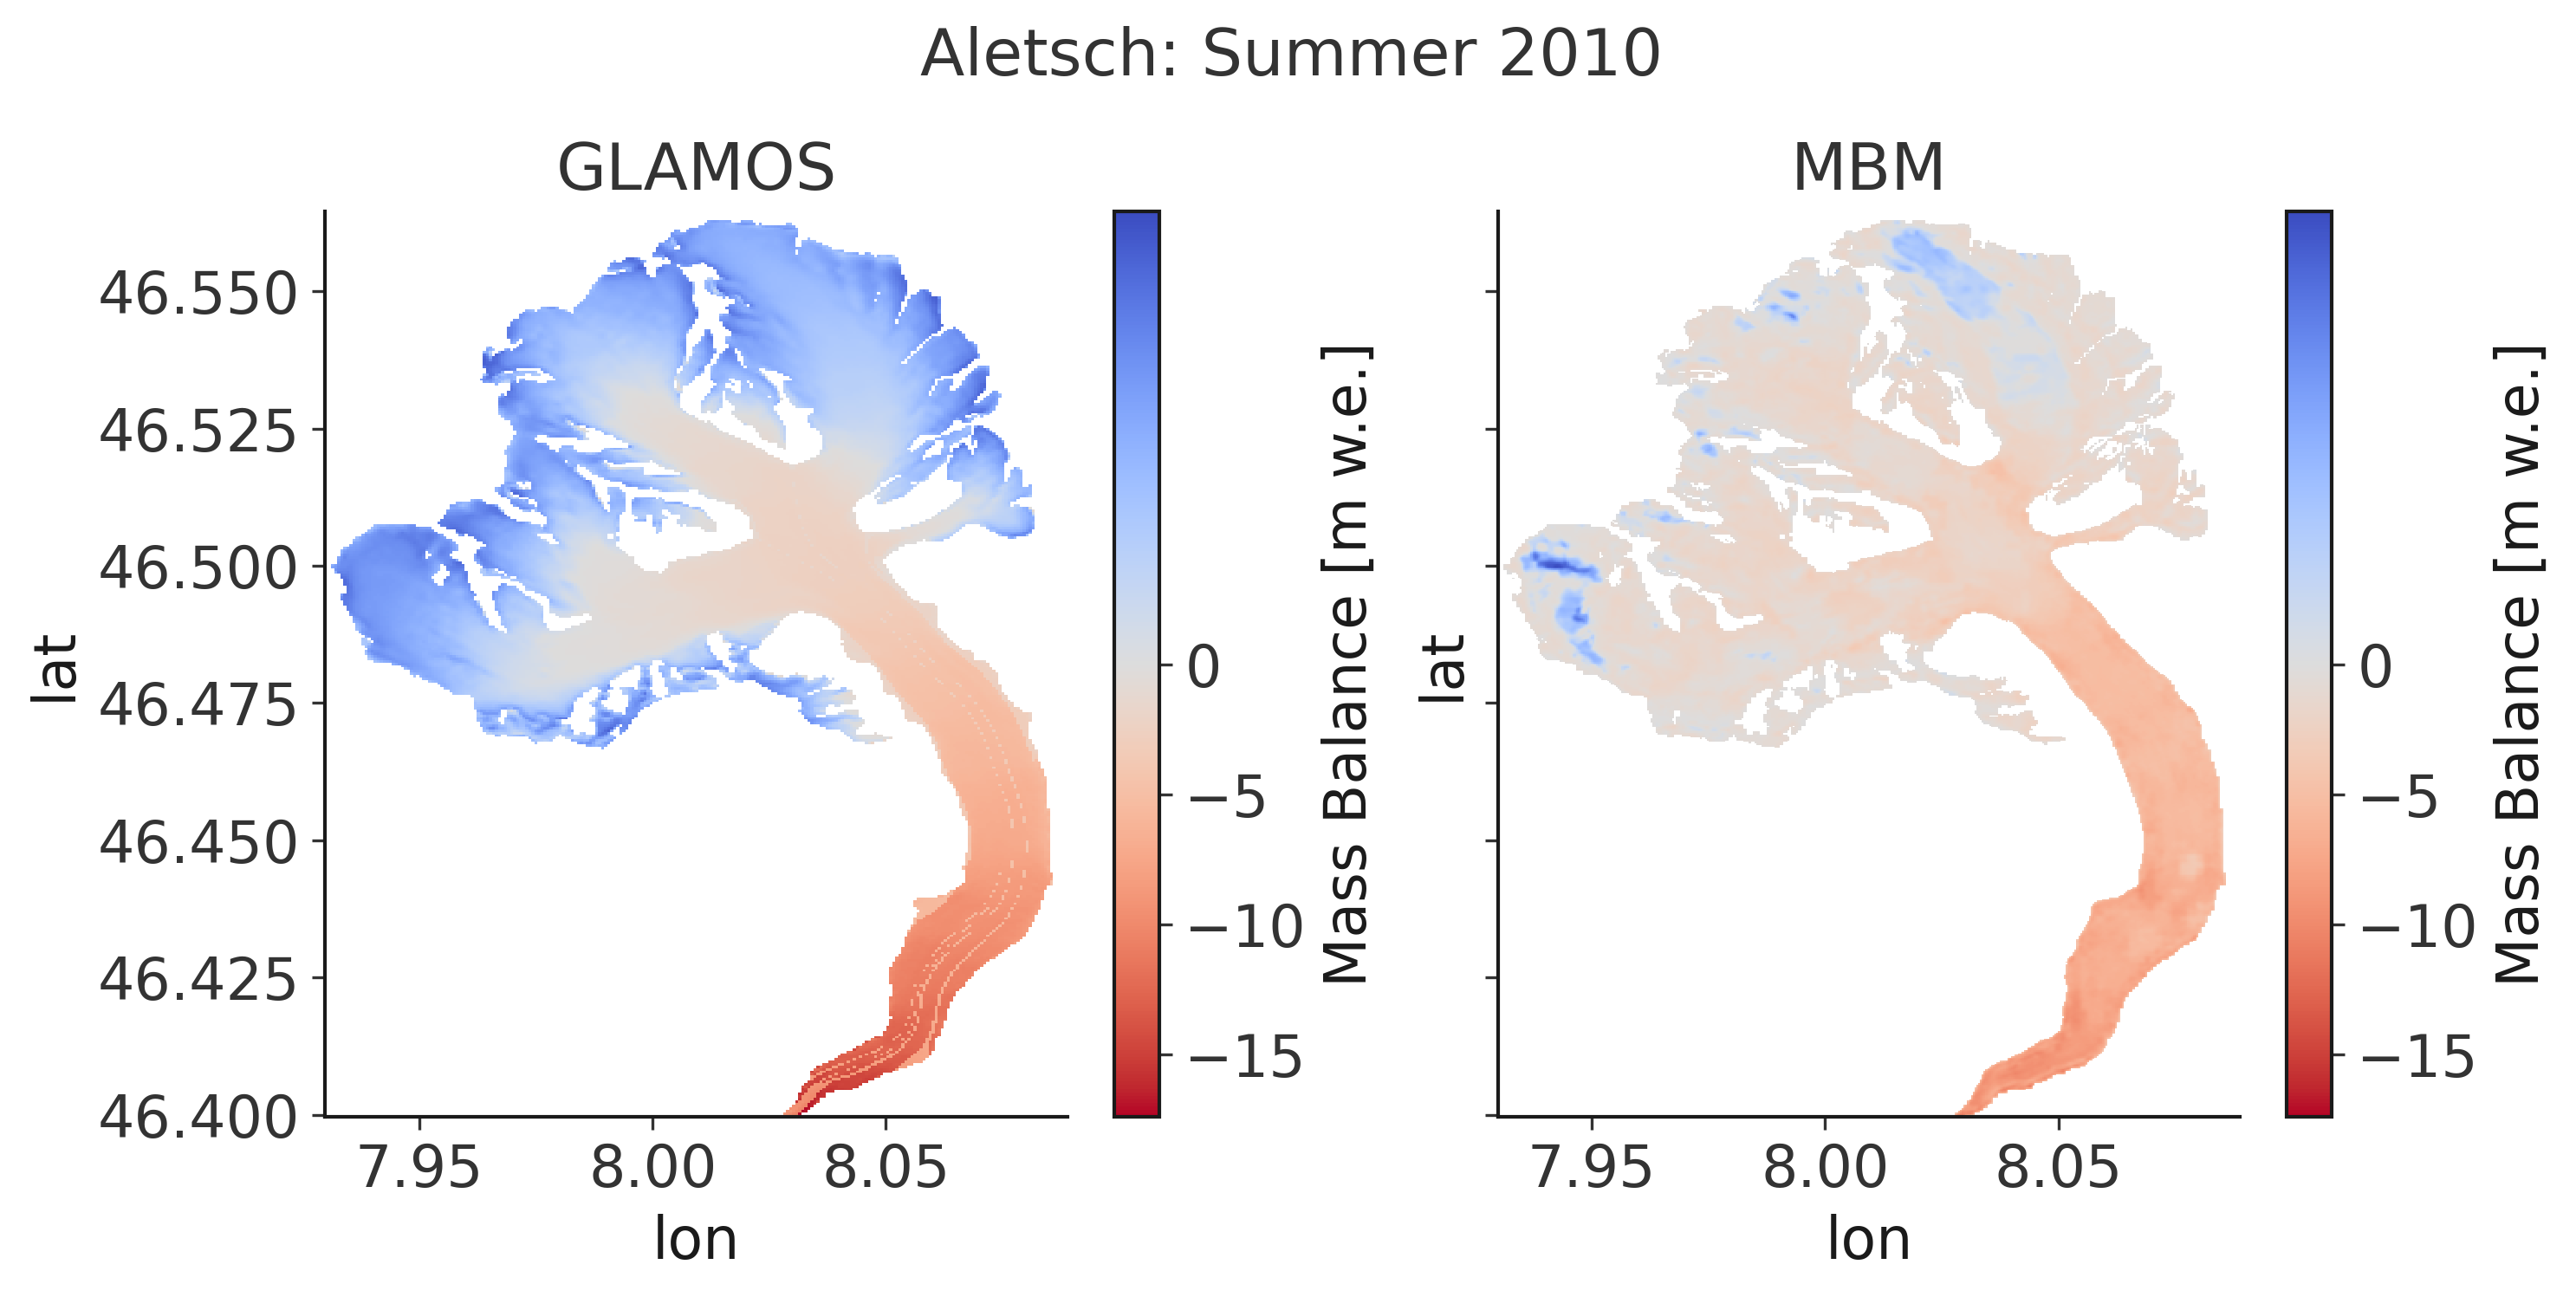 Aletsch: Summer 2010
GLAMOS
46.550
46.525
46.500
46.475
46.450
46.425
46.400
lat
7.95 8.00 8.05
lon
0
−5
−10
−15
Mass Balance [m w.e.]
MBM
lat
7.95 8.00 8.05
lon
0
−5
−10
−15
Mass Balance [m w.e.]